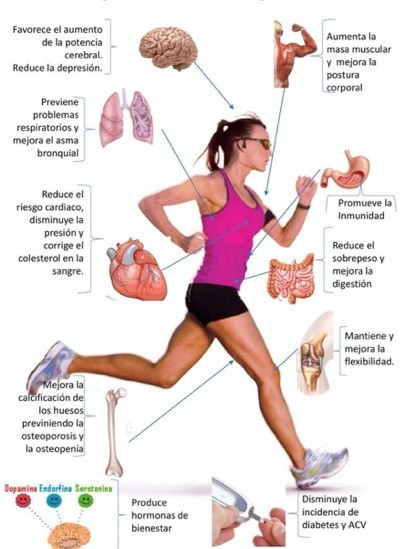 Favorece el aumento
de la potencia
cerebral.
Reduce la depresión.
Aumenta la
masa muscular
y mejora la
postura
corporal
Previene
problemas
respiratorios y
mejora el asma
bronquial
Promueve la
Inmunidad
Reduce el
riesgo cardiaco,
disminuye la
presión y
corrige el
colesterol en la
sangre.
Reduce el
sobrepeso y
mejora la
digestión
Mantiene y
mejora la
flexibilidad.
Mejora la
calcificación de
los huesos
previniendo la
osteoporosis y
la osteopenía
Dopamina Endorfina Serotonina
Produce
hormonas de
bienestar
Disminuye la
incidencia de
diabetes y ACV